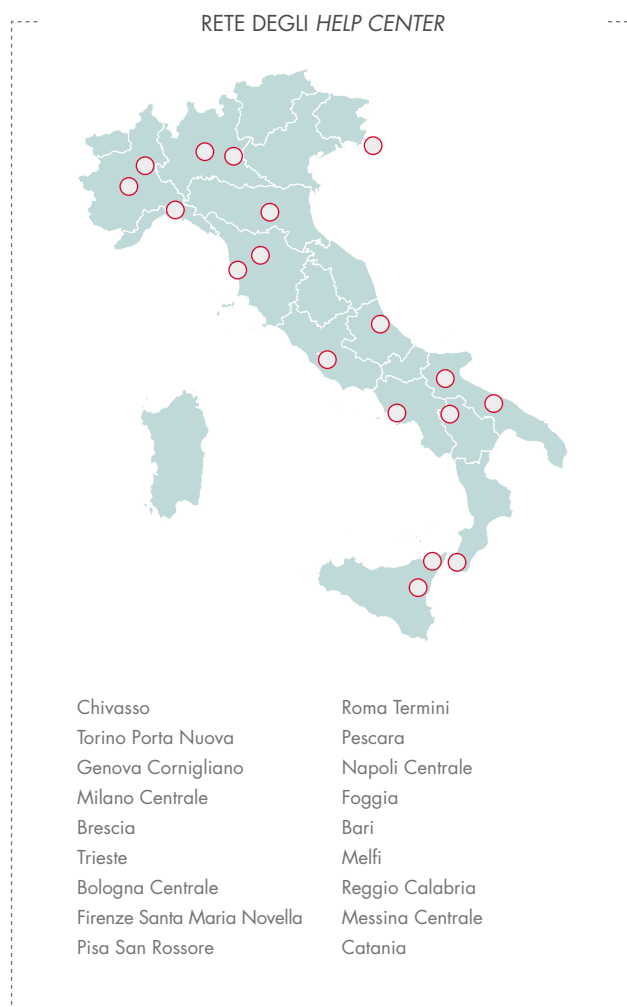 RETE DEGLI HELP CENTER
Chivasso
Torino Porta Nuova
Genova Cornigliano
Milano Centrale
Brescia
Trieste
Bologna Centrale
Firenze Santa Maria Novella
Pisa San Rossore
Roma Termini
Pescara
Napoli Centrale
Foggia
Bari
Melfi
Reggio Calabria
Messina Centrale
Catania